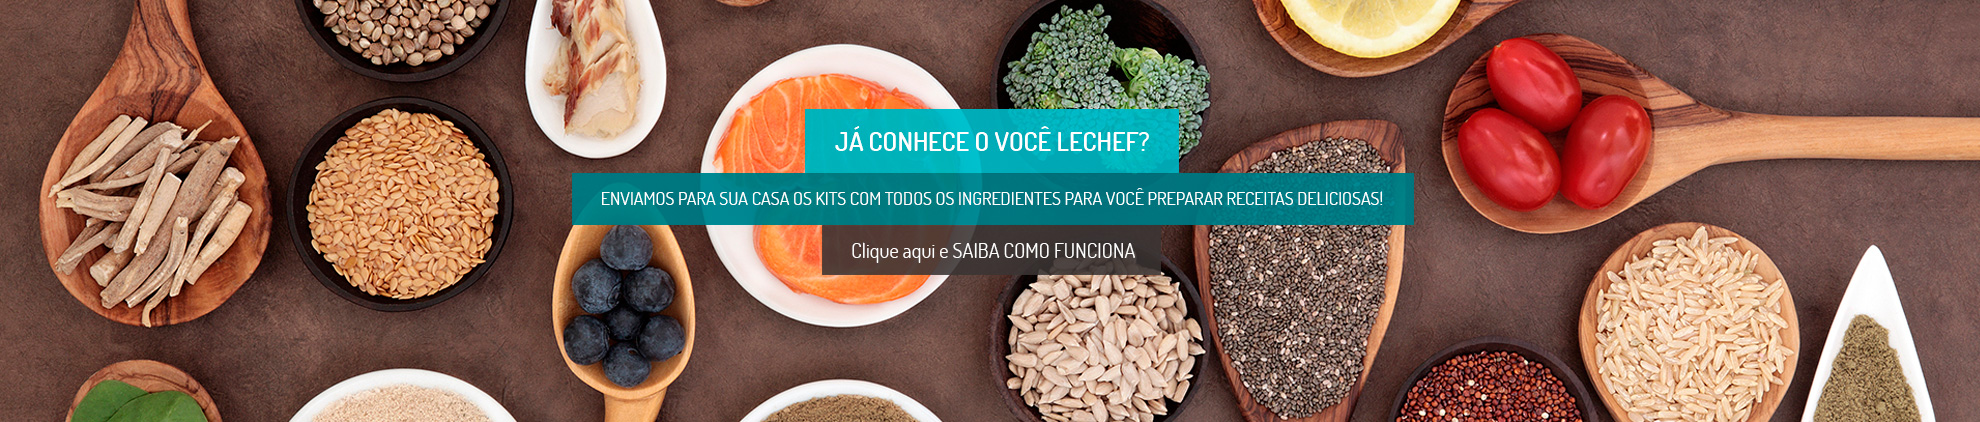 JÁ CONHECE O VOCÊ LECHEF?
ENVIAMOS PARA SUA CASA OS KITS COM TODOS OS INGREDIENTES PARA VOCÊ PREPARAR RECEITAS DELICIOSAS!
Clique aqui e SAIBA COMO FUNCIONA